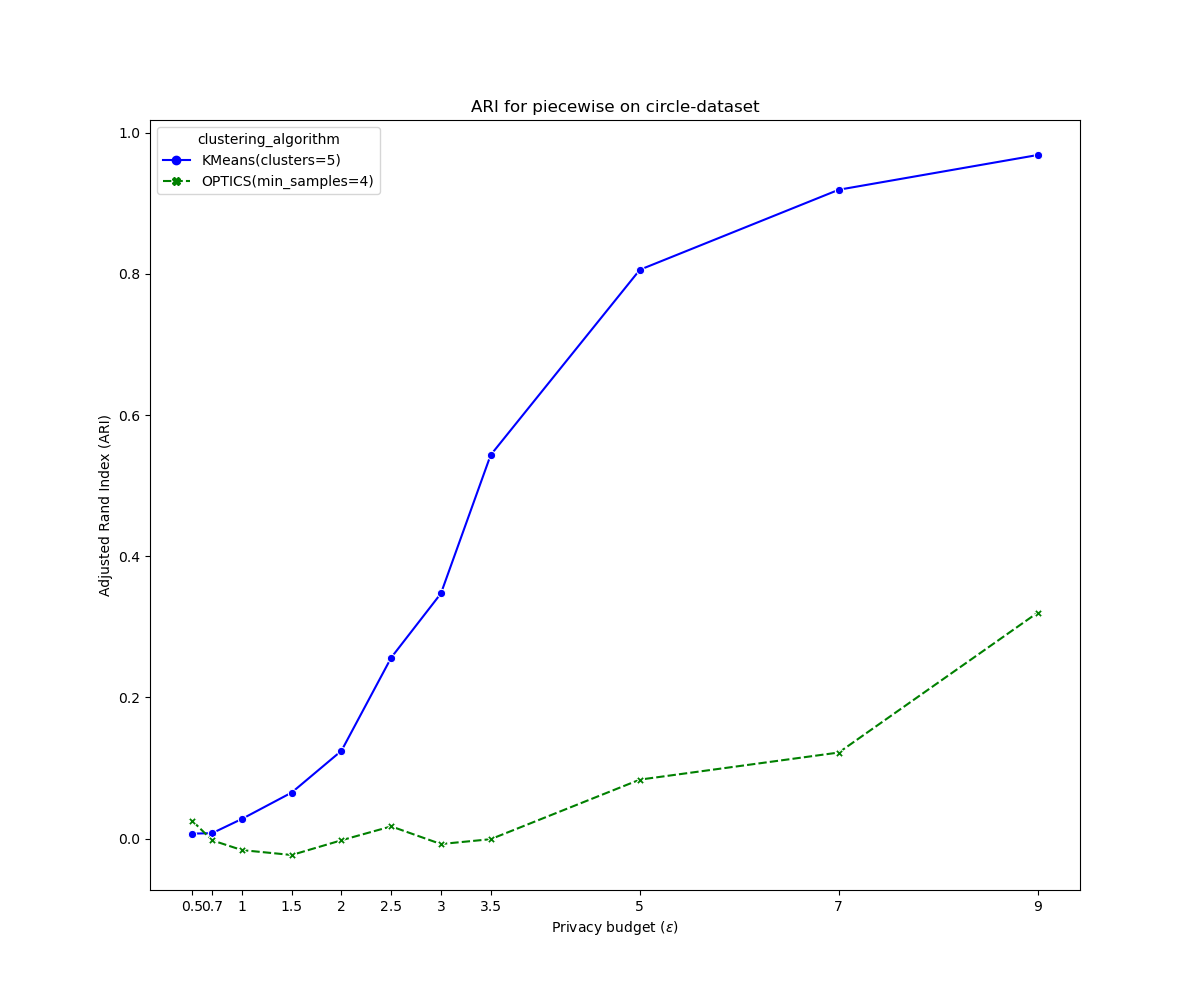 ARI for piecewise on circle-dataset
clustering_algorithm
KMeans(clusters=5)
OPTICS(min_samples=4)
1.0
0.8
0.6
0.4
0.2
0.0
Adjusted Rand Index (ARI)
0.5 0.7 1 1.5 2 2.5 3 3.5 5 7 9
Privacy budget (ε)